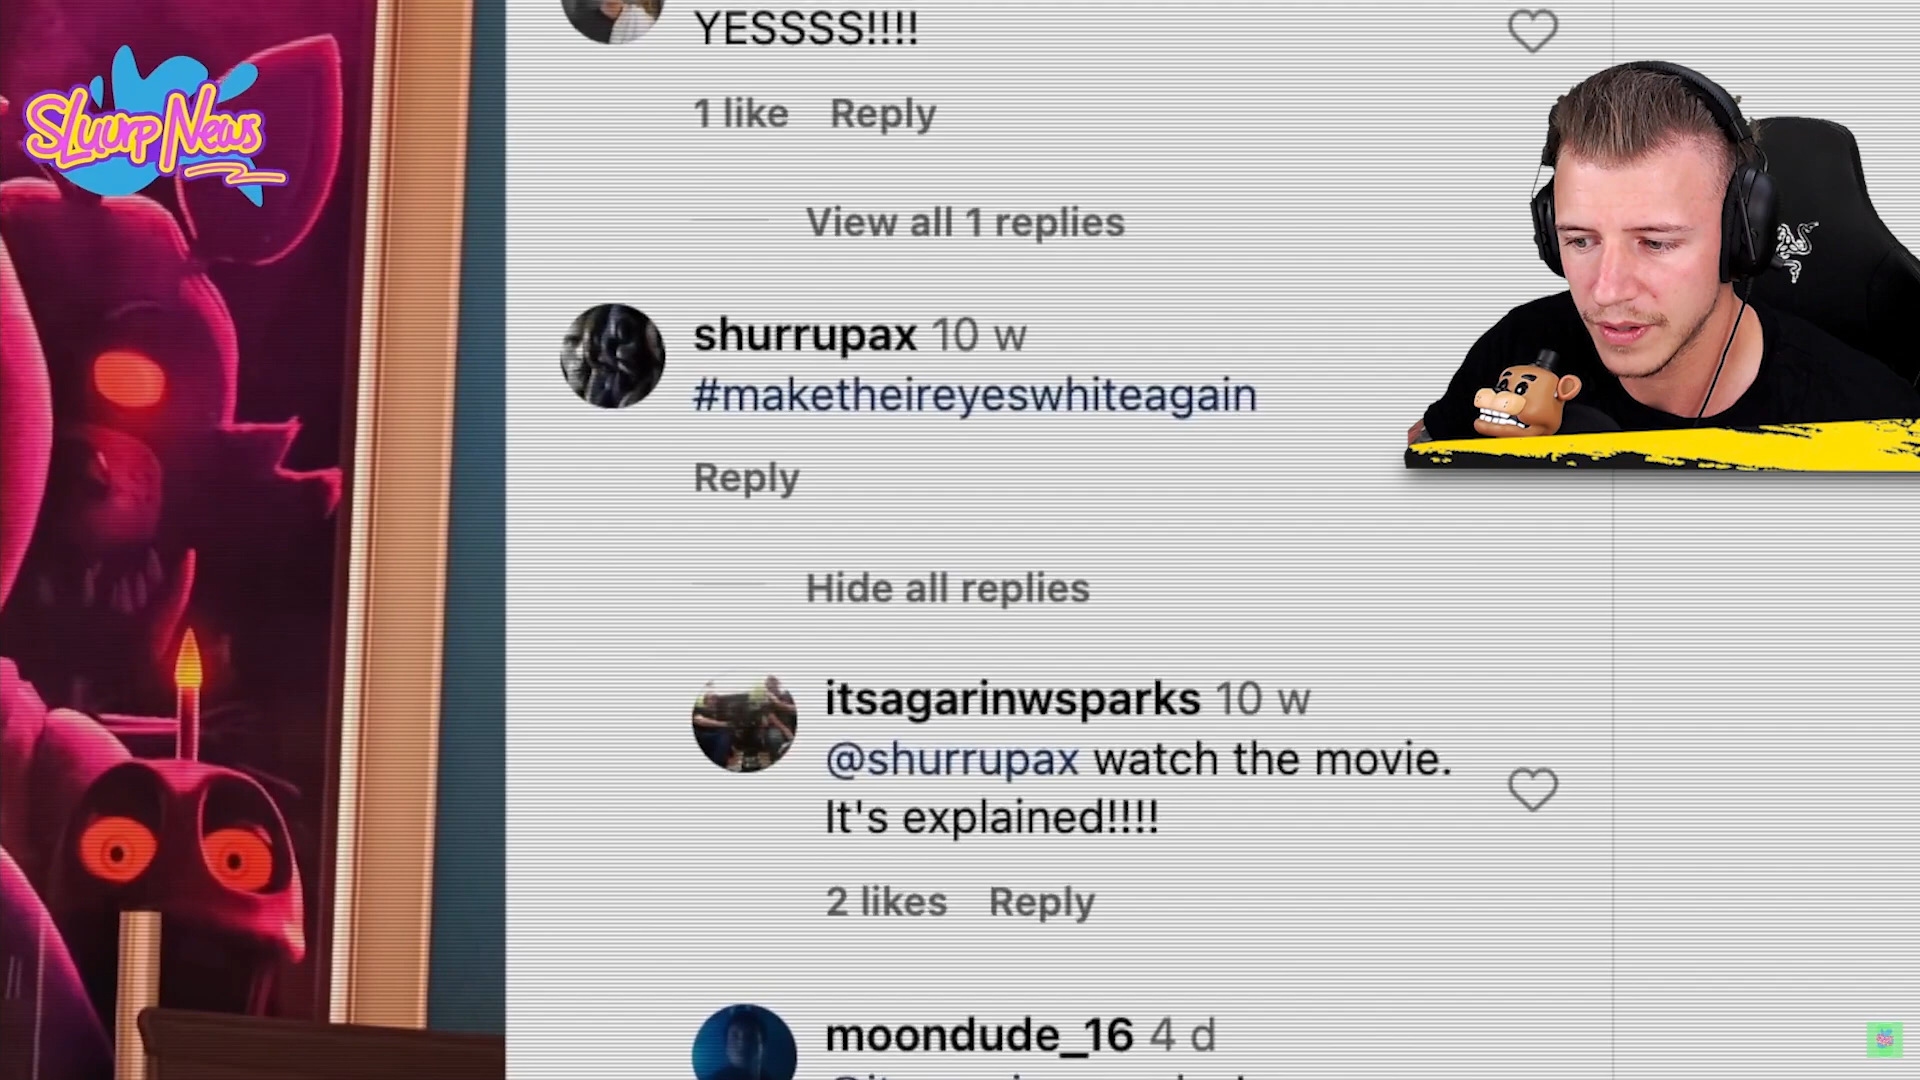 YESSSS!!!!
1 like Reply
View all 1 replies
Slurp News
shurrupax 10 w
#maketheireyeswhiteagain
Reply
Hide all replies
itsagarinwsparks 10 w
@shurrupax watch the movie.
It's explained!!!!
2 likes Reply
moondude_16 4 d